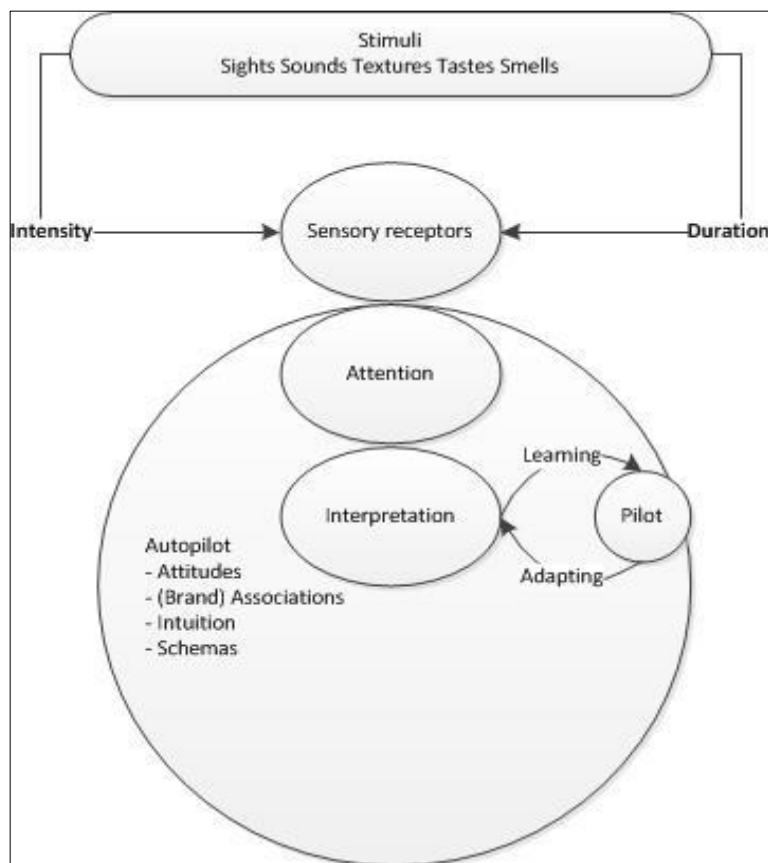 Stimuli
Sights Sounds Textures Tastes Smells
Intensity
Sensory receptors
Duration
Attention
Learning
Interpretation
Pilot
Adapting
Autopilot
- Attitudes
- (Brand) Associations
- Intuition
- Schemas